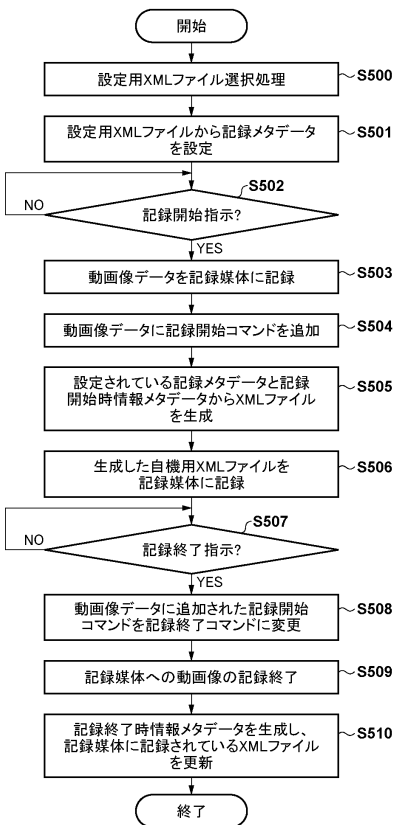 開始
設定用XMLファイル選択処理
S500
設定用XMLファイルから記録メタデータ
を設定
S501
S502
記録開始指示?
NO
YES
動画像データを記録媒体に記録
S503
動画像データに記録開始コマンドを追加
S504
設定されている記録メタデータと記録
開始時情報メタデータからXMLファイル
を生成
S505
生成した自機用XMLファイルを
記録媒体に記録
S506
S507
記録終了指示?
NO
YES
動画像データに追加された記録開始
コマンドを記録終了コマンドに変更
S508
記録媒体への動画像の記録終了
S509
記録終了時情報メタデータを生成し、
記録媒体に記録されているXMLファイル
を更新
S510
終了